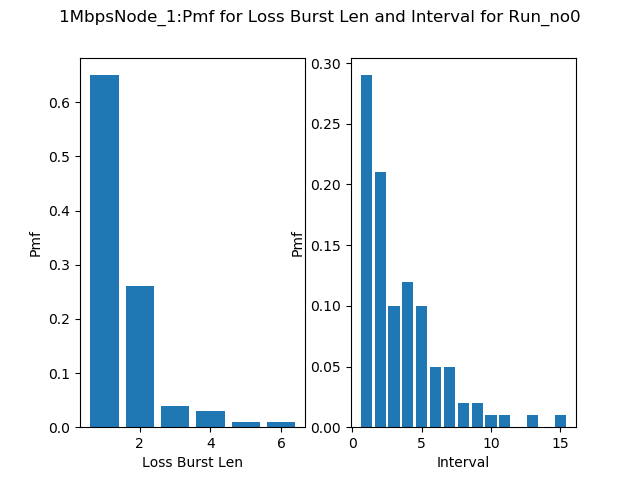 1MbpsNode_1:Pmf for Loss Burst Len and Interval for Run_no0
Pmf
0.6
0.5
0.4
0.3
0.2
0.1
0.0
2 4 6
Loss Burst Len
Pmf
0.30
0.25
0.20
0.15
0.10
0.05
0.00
0 5 10 15
Interval